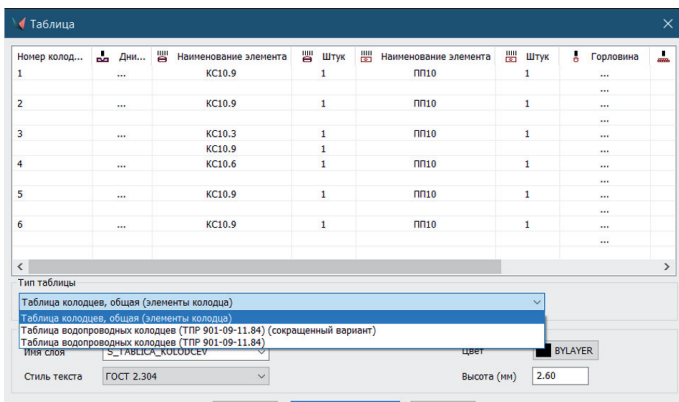 Таблица
Номер колод... Дни... Наименование элемента Штук Наименование элемента Штук Горловина
1 ... КС10.9 1 ПП10 1 ...
...
2 ... КС10.9 1 ПП10 1 ...
...
3 ... КС10.3 1 ПП10 1 ...
КС10.9 1 ...
4 ... КС10.6 1 ПП10 1 ...
...
5 ... КС10.9 1 ПП10 1 ...
...
6 ... КС10.9 1 ПП10 1 ...
...
Тип таблицы
Таблица колодцев, общая (элементы колодца)
Таблица колодцев, общая (элементы колодца)
Таблица водопроводных колодцев (ТПР 901-09-11.84) (сокращенный вариант)
Таблица водопроводных колодцев (ТПР 901-09-11.84)
Имя слоя S_TABLICA_KOLODCEV Цвет BYLAYER
Стиль текста ГОСТ 2.304 Высота (мм) 2.60